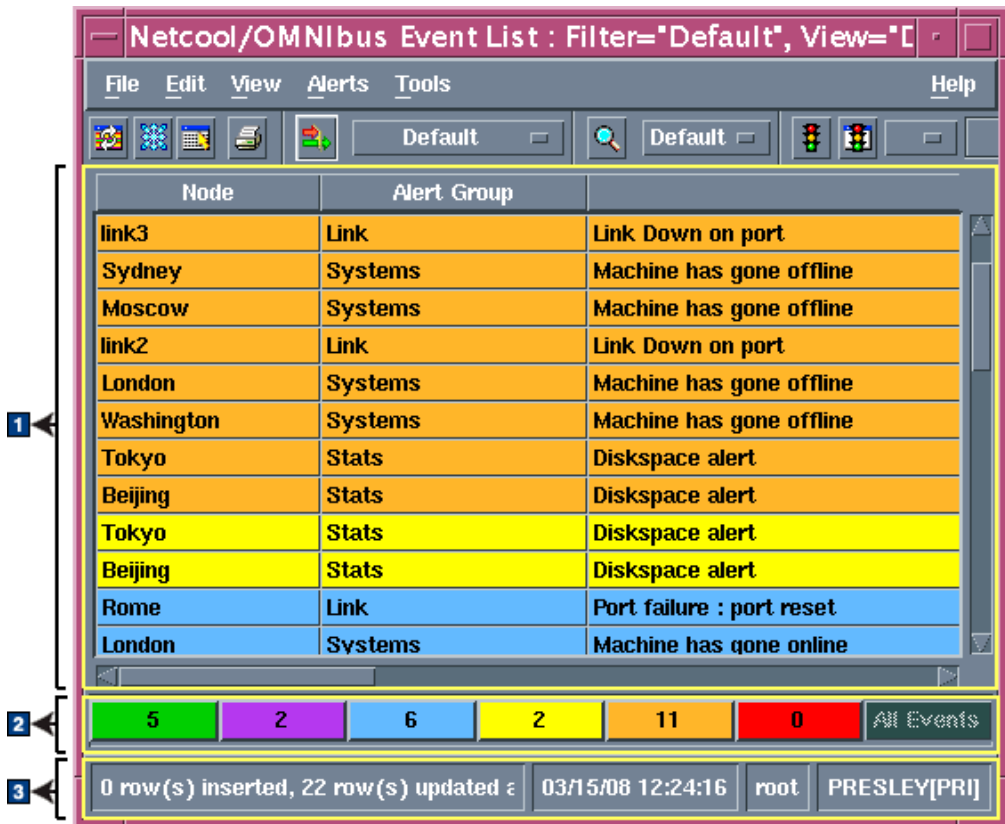 Netcool/OMNIbus Event List : Filter="Default", View="D
File Edit View Alerts Tools Help
Default Default
Node Alert Group
link3 Link Link Down on port
Sydney Systems Machine has gone offline
Moscow Systems Machine has gone offline
link2 Link Link Down on port
London Systems Machine has gone offline
Washington Systems Machine has gone offline
Tokyo Stats Diskspace alert
Beijing Stats Diskspace alert
Tokyo Stats Diskspace alert
Beijing Stats Diskspace alert
Rome Link Port failure : port reset
London Systems Machine has gone online
1
2 5 2 6 2 11 0 All Events
3 0 row(s) inserted, 22 row(s) updated a 03/15/08 12:24:16 root PRESLEY[PRI]